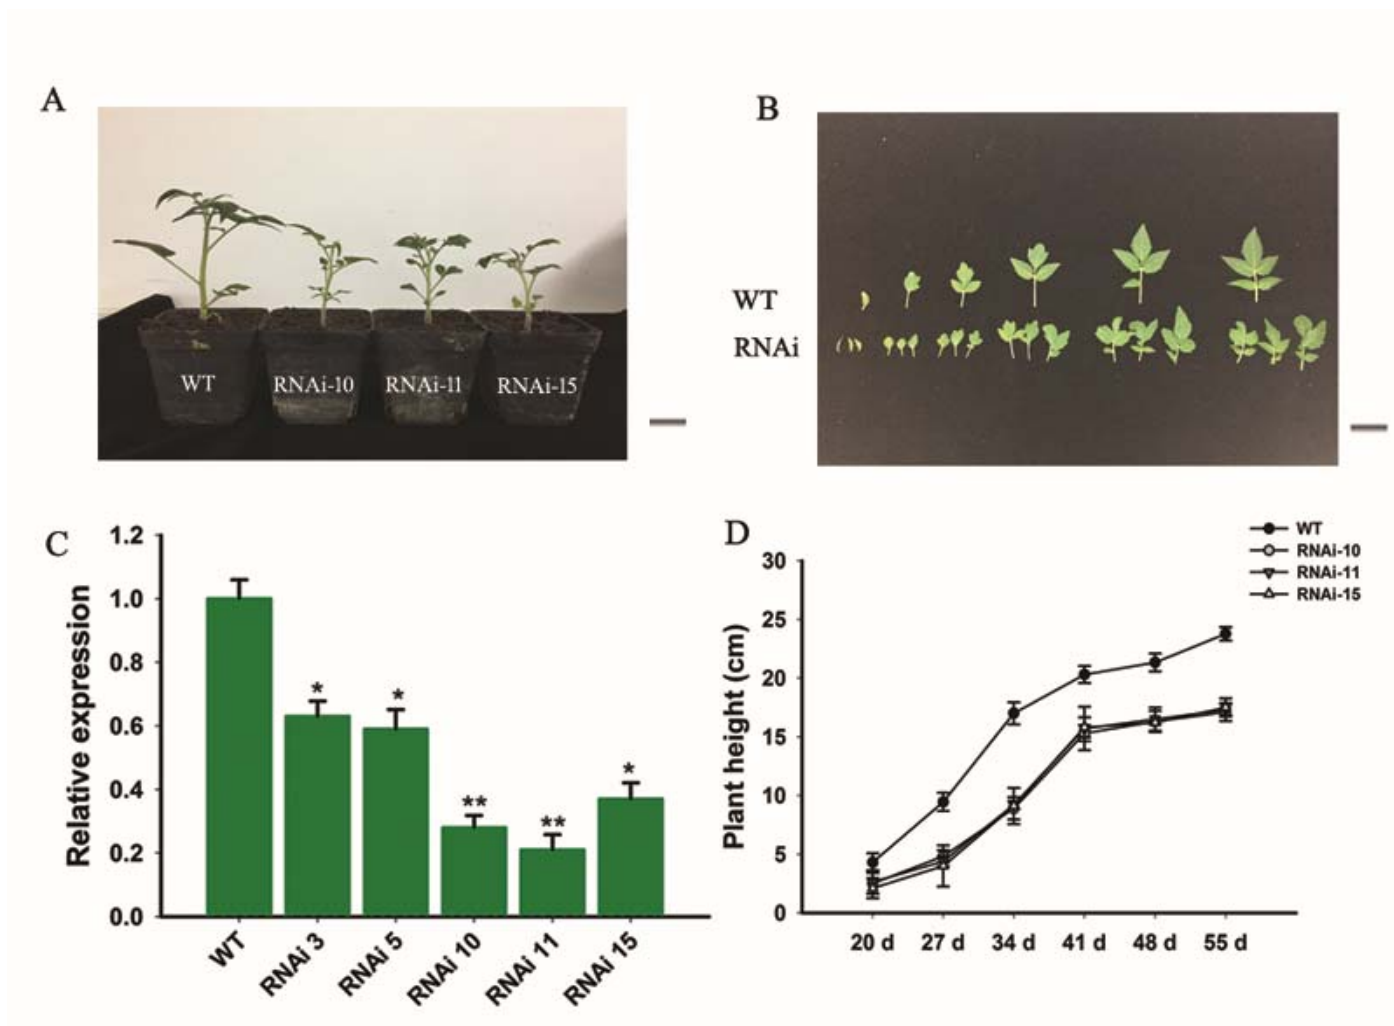 A
WT
RNAi-10
RNAi-11
RNAi-15
B
WT
RNAi
C
Relative expression
1.2
1.0
0.8
0.6
0.4
0.2
0.0
*
*
**
**
*
WT
RNAi 3
RNAi 5
RNAi 10
RNAi 11
RNAi 15
D
WT
RNAi-10
RNAi-11
RNAi-15
Plant height (cm)
30
25
20
15
10
5
0
20 d
27 d
34 d
41 d
48 d
55 d